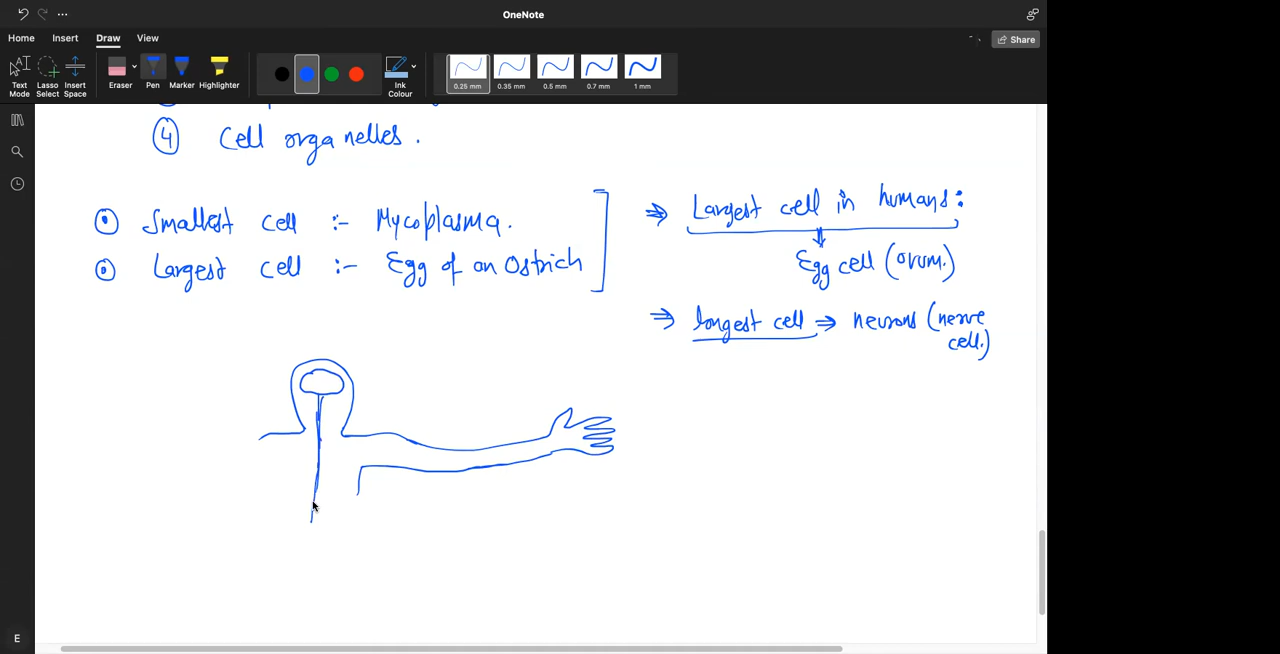 OneNote
Home Insert Draw View
Share
Text Mode
Lasso Select
Insert Space
Eraser
Pen
Marker
Highlighter
Ink Colour
0.25 mm
0.35 mm
0.5 mm
0.7 mm
1 mm
④ Cell organelles.
Smallest cell :- Mycoplasma.
Largest cell :- Egg of an Ostrich
⇒ Largest cell in humans:
Egg cell (ovum.)
⇒ longest cell ⇒ neurons (nerve
cell.)
E